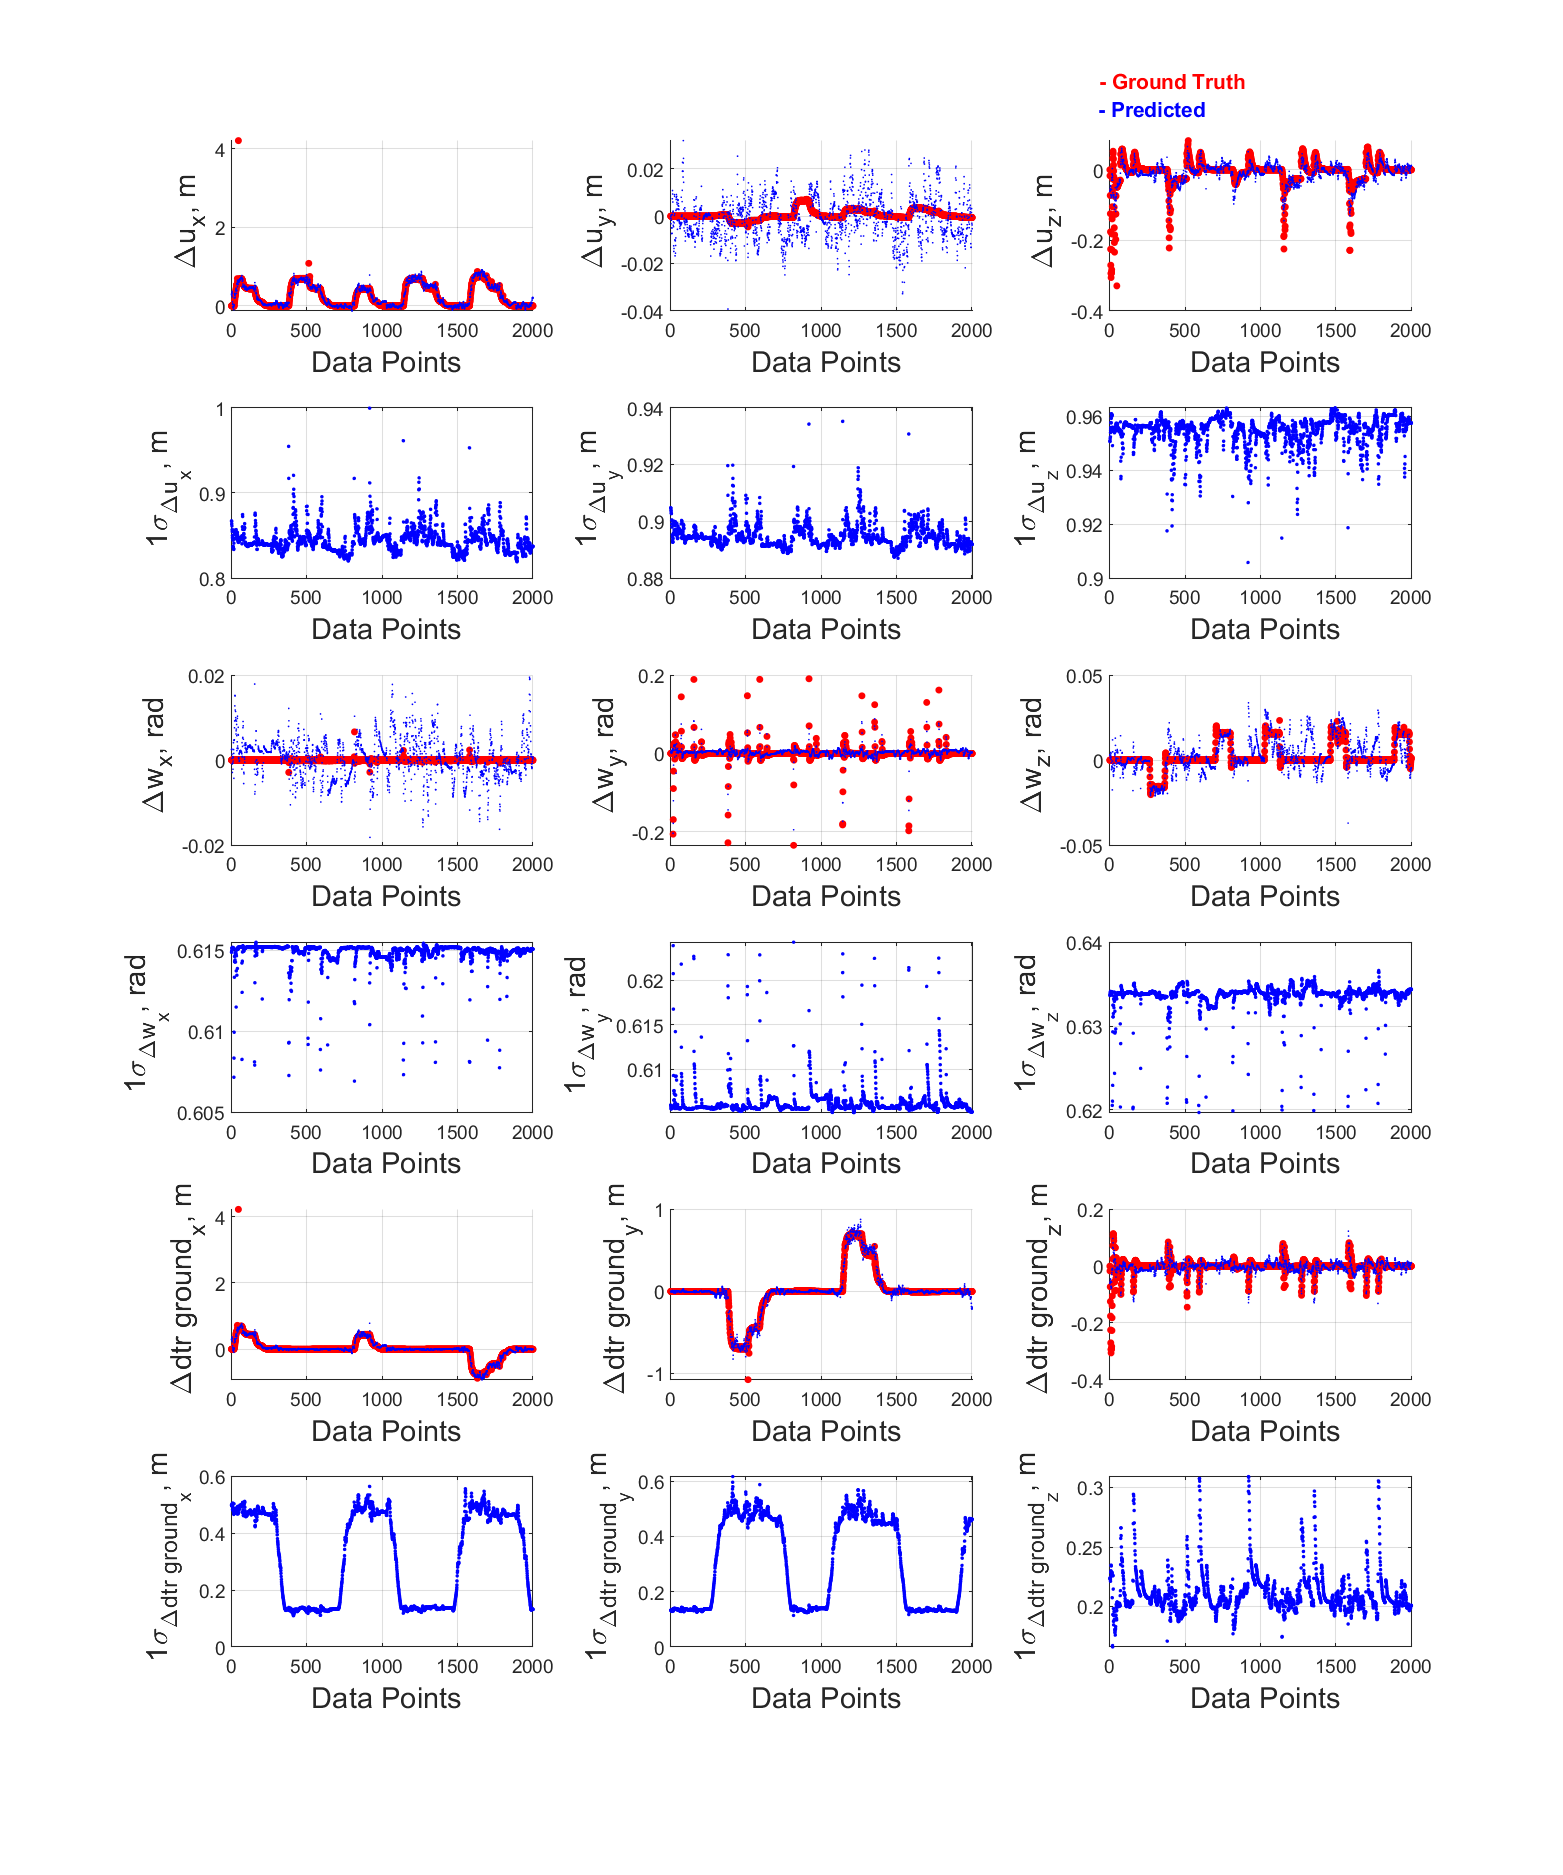 - Ground Truth
- Predicted
Δu_x, m
4
2
0
0 500 1000 1500 2000
Data Points
Δu_y, m
0.02
0
-0.02
-0.04
0 500 1000 1500 2000
Data Points
Δu_z, m
0
-0.2
-0.4
0 500 1000 1500 2000
Data Points
1σ_Δu_x, m
1
0.9
0.8
0 500 1000 1500 2000
Data Points
1σ_Δu_y, m
0.94
0.92
0.9
0.88
0 500 1000 1500 2000
Data Points
1σ_Δu_z, m
0.96
0.94
0.92
0.9
0 500 1000 1500 2000
Data Points
Δw_x, rad
0.02
0
-0.02
0 500 1000 1500 2000
Data Points
Δw_y, rad
0.2
0
-0.2
0 500 1000 1500 2000
Data Points
Δw_z, rad
0.05
0
-0.05
0 500 1000 1500 2000
Data Points
1σ_Δw_x, rad
0.615
0.61
0.605
0 500 1000 1500 2000
Data Points
1σ_Δw_y, rad
0.62
0.615
0.61
0 500 1000 1500 2000
Data Points
1σ_Δw_z, rad
0.64
0.63
0.62
0 500 1000 1500 2000
Data Points
Δdtr ground_x, m
4
2
0
0 500 1000 1500 2000
Data Points
Δdtr ground_y, m
1
0
-1
0 500 1000 1500 2000
Data Points
Δdtr ground_z, m
0.2
0
-0.2
-0.4
0 500 1000 1500 2000
Data Points
1σ_Δdtr ground_x, m
0.6
0.4
0.2
0
0 500 1000 1500 2000
Data Points
1σ_Δdtr ground_y, m
0.6
0.4
0.2
0
0 500 1000 1500 2000
Data Points
1σ_Δdtr ground_z, m
0.3
0.25
0.2
0 500 1000 1500 2000
Data Points